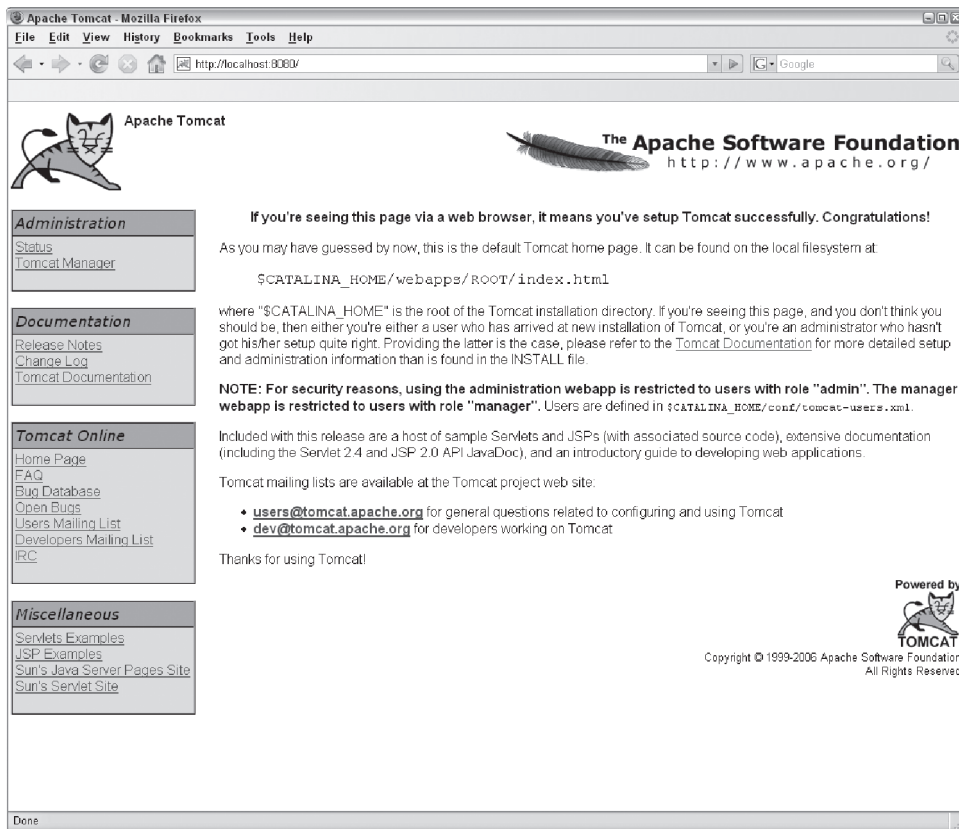 Apache Tomcat - Mozilla Firefox
File Edit View History Bookmarks Tools Help
http://localhost:8080/
G Google
Apache Tomcat
The Apache Software Foundation
http://www.apache.org/
Administration
Status
Tomcat Manager
Documentation
Release Notes
Change Log
Tomcat Documentation
Tomcat Online
Home Page
FAQ
Bug Database
Open Bugs
Users Mailing List
Developers Mailing List
IRC
Miscellaneous
Servlets Examples
JSP Examples
Sun's Java Server Pages Site
Sun's Servlet Site
If you're seeing this page via a web browser, it means you've setup Tomcat successfully. Congratulations!
As you may have guessed by now, this is the default Tomcat home page. It can be found on the local filesystem at:
$CATALINA_HOME/webapps/ROOT/index.html
where "$CATALINA_HOME" is the root of the Tomcat installation directory. If you're seeing this page, and you don't think you
should be, then either you're either a user who has arrived at new installation of Tomcat, or you're an administrator who hasn't
got his/her setup quite right. Providing the latter is the case, please refer to the Tomcat Documentation for more detailed setup
and administration information than is found in the INSTALL file.
NOTE: For security reasons, using the administration webapp is restricted to users with role "admin". The manager
webapp is restricted to users with role "manager". Users are defined in $CATALINA_HOME/conf/tomcat-users.xml.
Included with this release are a host of sample Servlets and JSPs (with associated source code), extensive documentation
(including the Servlet 2.4 and JSP 2.0 API JavaDoc), and an introductory guide to developing web applications.
Tomcat mailing lists are available at the Tomcat project web site:
• users@tomcat.apache.org for general questions related to configuring and using Tomcat
• dev@tomcat.apache.org for developers working on Tomcat
Thanks for using Tomcat!
Powered by
TOMCAT
Copyright © 1999-2006 Apache Software Foundation
All Rights Reserved
Done